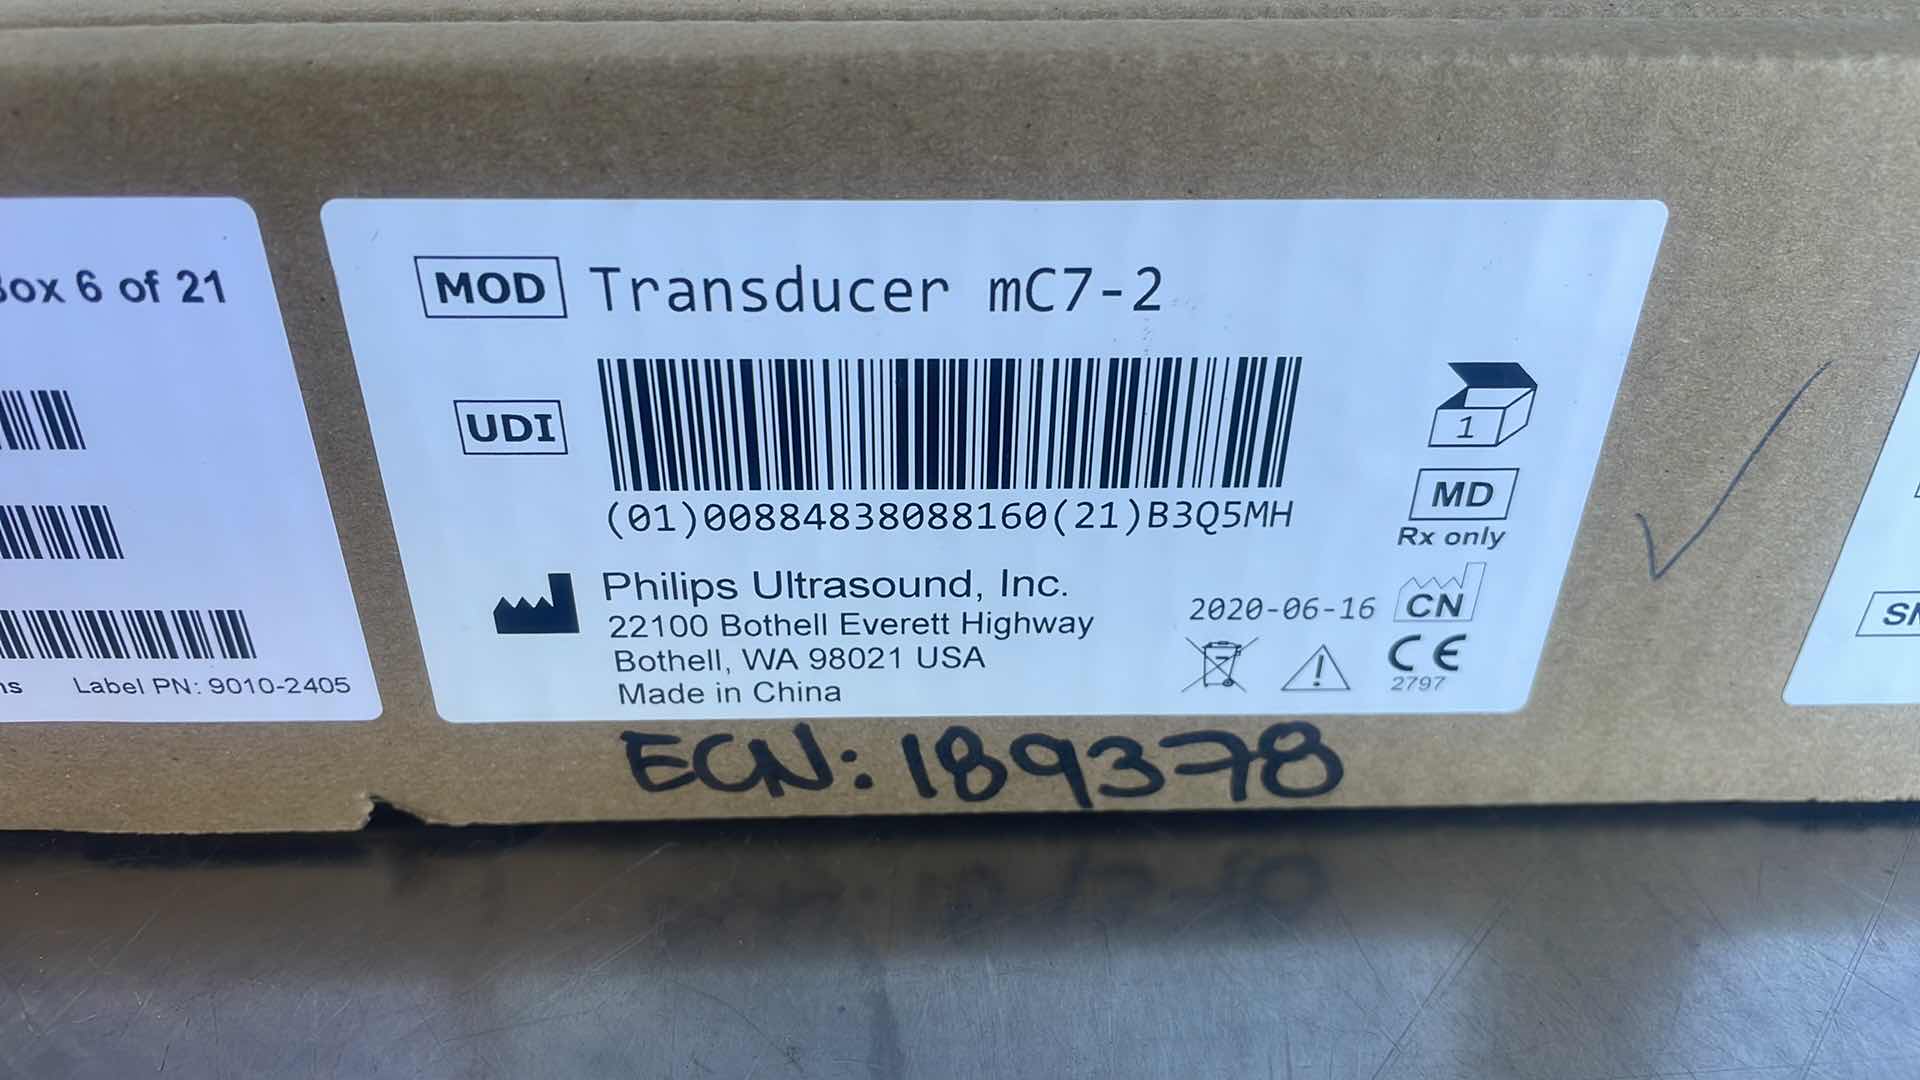 Box 6 of 21
Label PN: 9010-2405
MOD Transducer mC7-2
UDI
(01)00884838088160(21)B3Q5MH
1
MD
Rx only
Philips Ultrasound, Inc.
22100 Bothell Everett Highway
Bothell, WA 98021 USA
Made in China
2020-06-16 CN
CE
2797
ECN: 189378